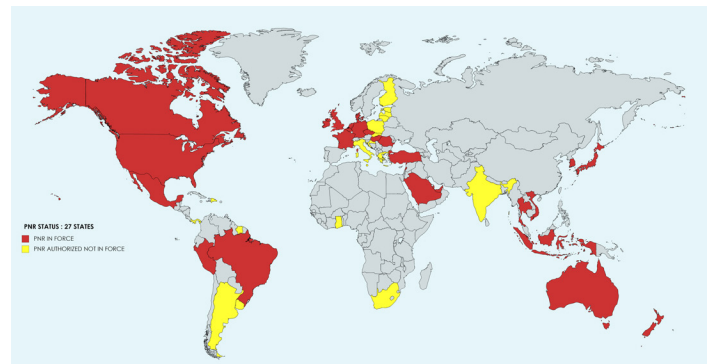 PNR STATUS : 27 STATES
PNR IN FORCE
PNR AUTHORIZED NOT IN FORCE